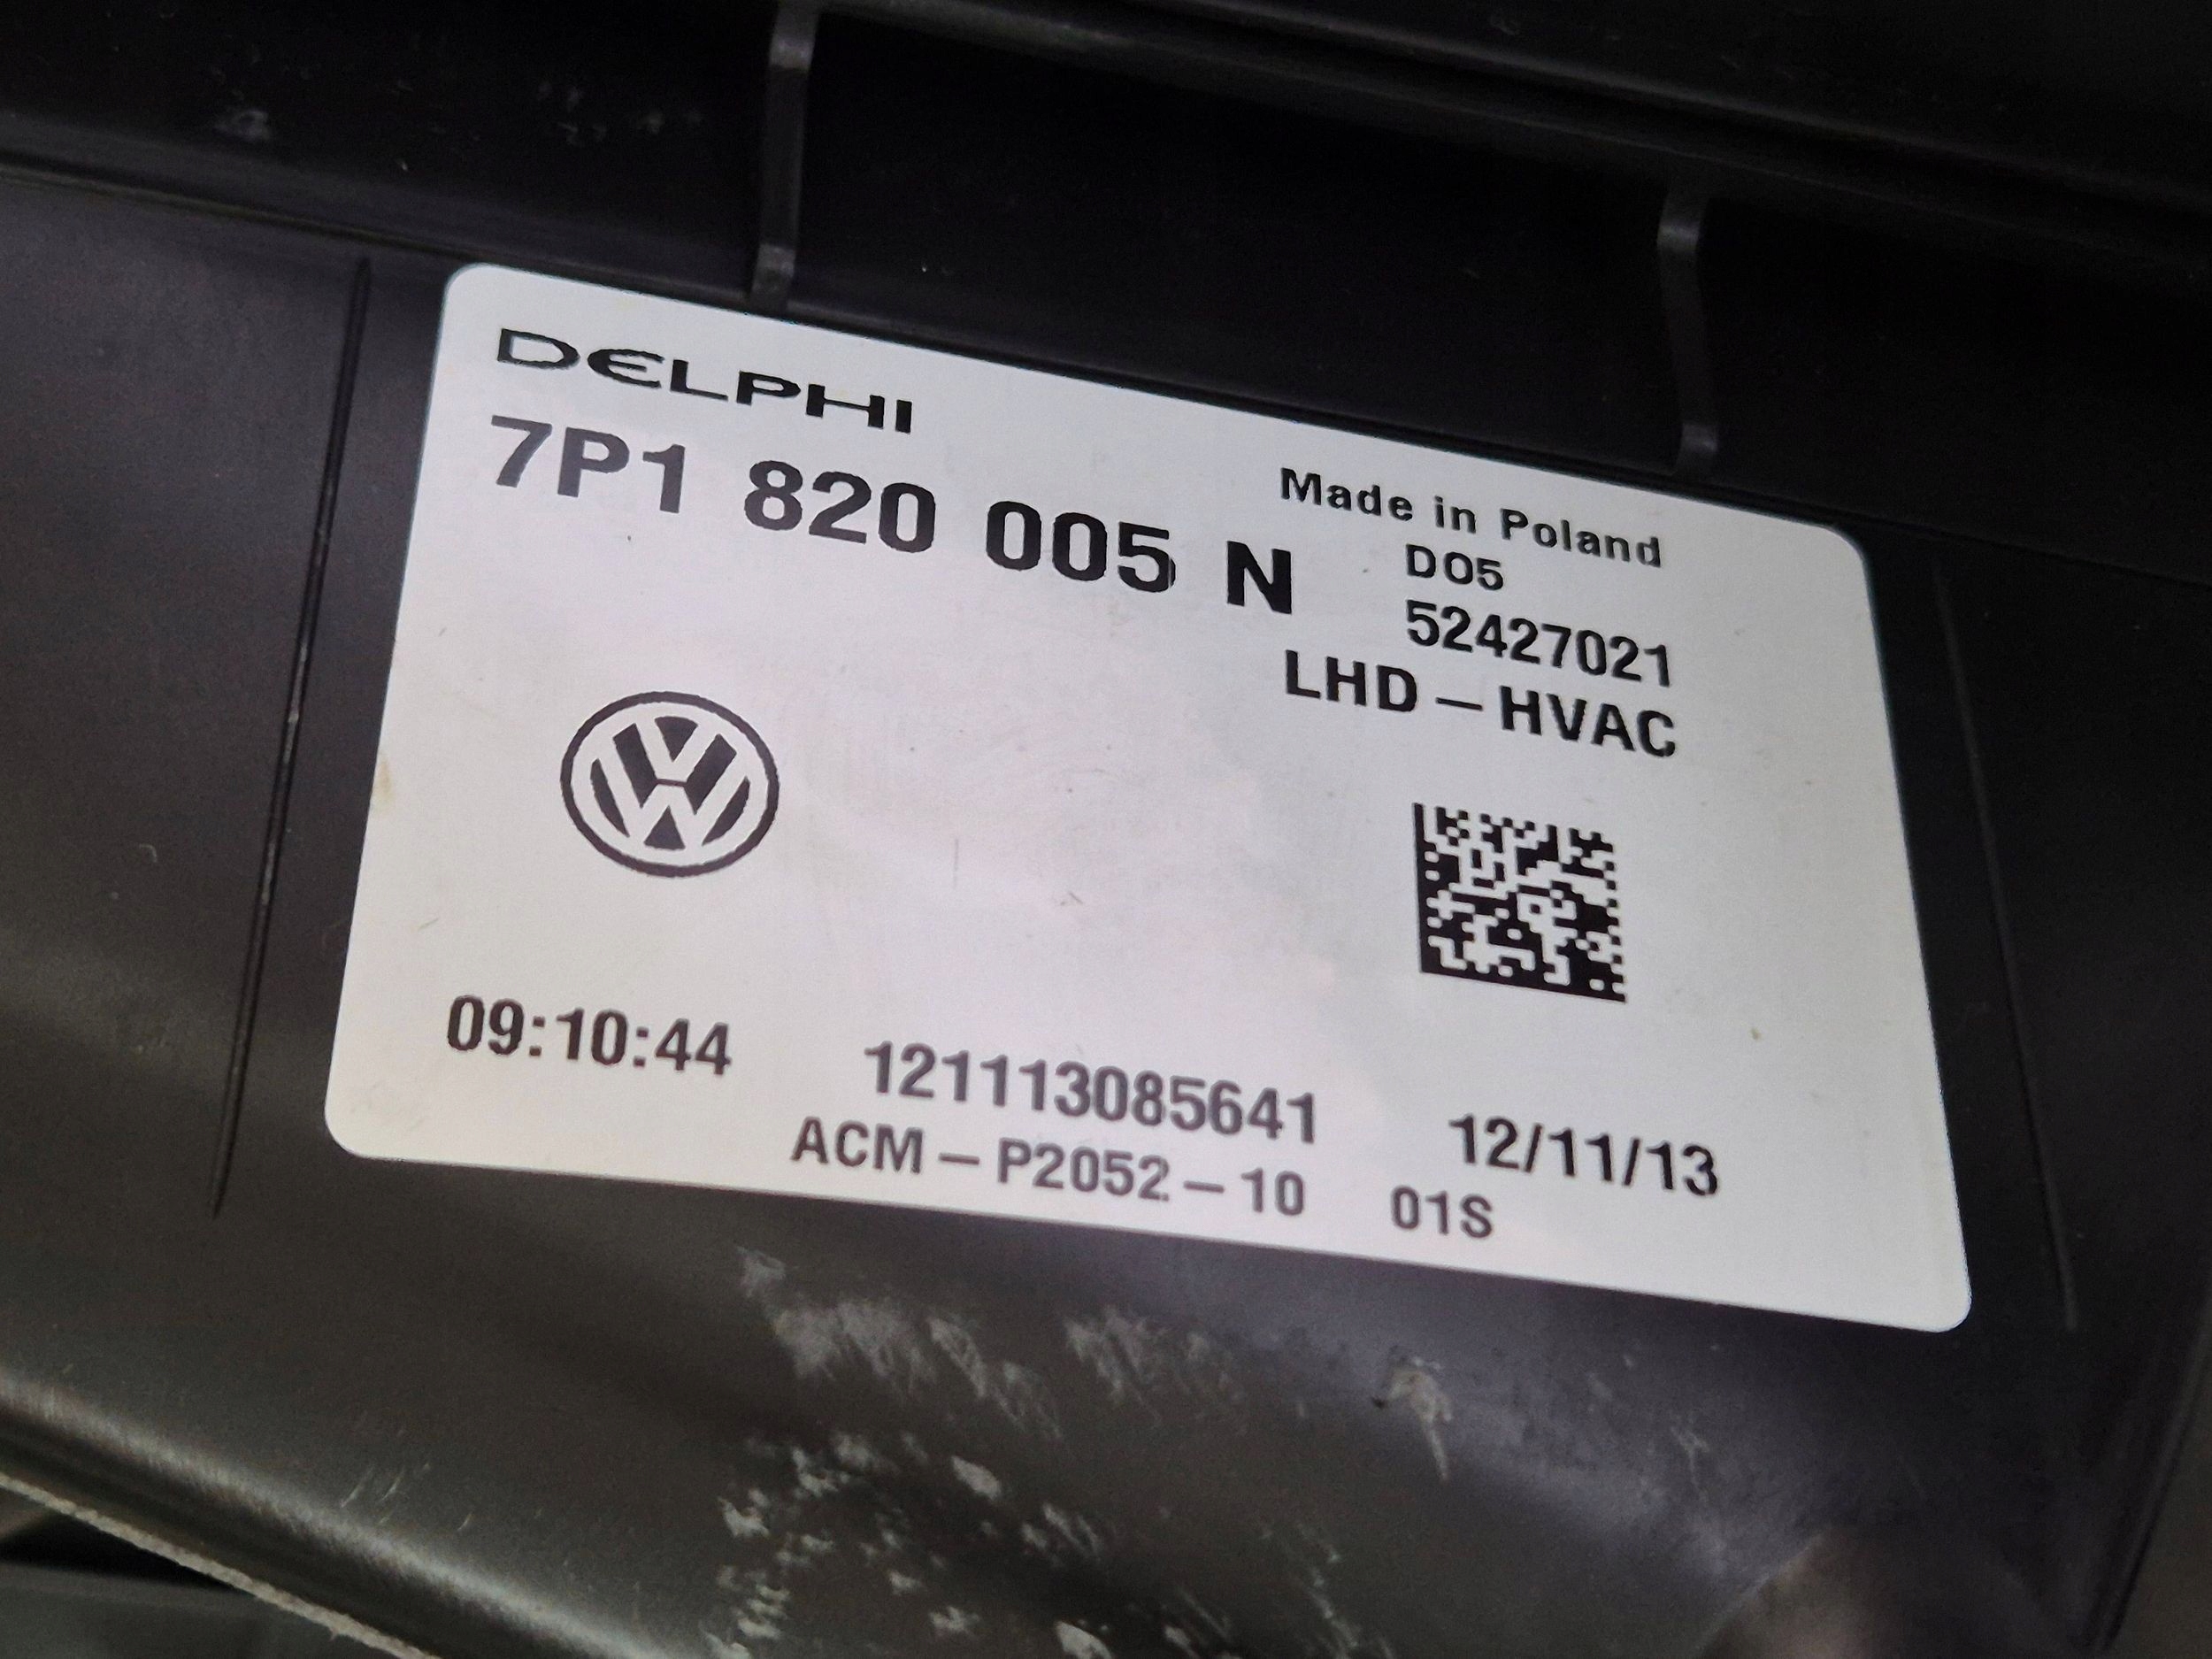 DELPHI
7P1 820 005 N
Made in Poland
D05
52427021
LHD-HVAC
09:10:44
121113085641
12/11/13
ACM-P2052-10 01S